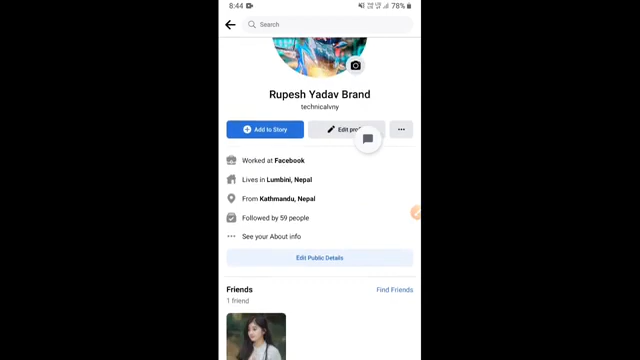 8:44
78%
Search
Rupesh Yadav Brand
technicalvny
Add to Story
Edit
Worked at Facebook
Lives in Lumbini, Nepal
From Kathmandu, Nepal
Followed by 59 people
See your About info
Edit Public Details
Friends
Find Friends
1 friend